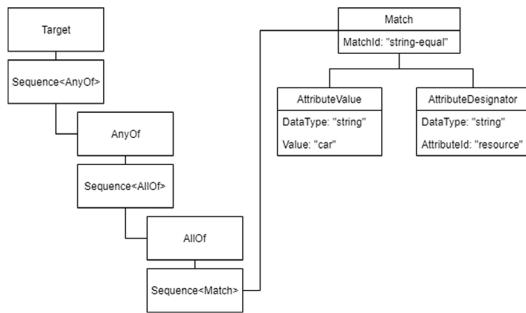 Target
Sequence<AnyOf>
AnyOf
Sequence<AllOf>
AllOf
Sequence<Match>
Match
MatchId: "string-equal"
AttributeValue
DataType: "string"
Value: "car"
AttributeDesignator
DataType: "string"
AttributeId: "resource"